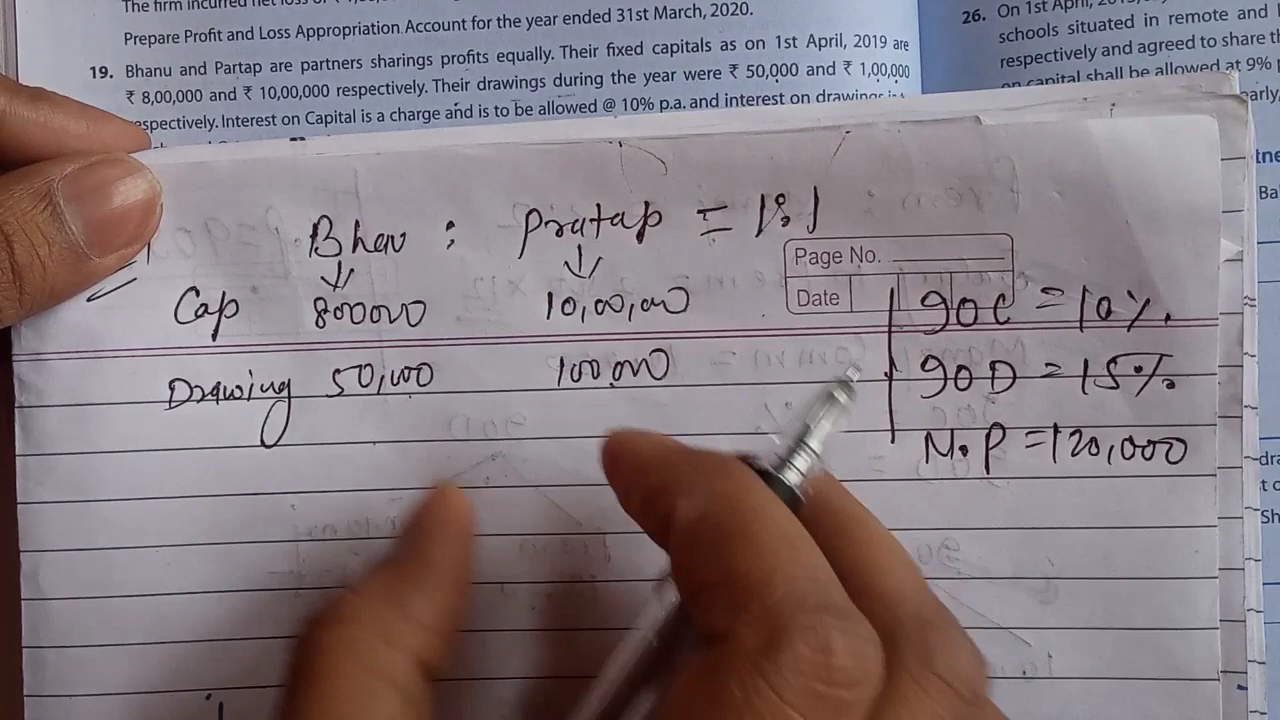 The firm incurred net loss of ₹
Prepare Profit and Loss Appropriation Account for the year ended 31st March, 2020.
19. Bhanu and Partap are partners sharings profits equally. Their fixed capitals as on 1st April, 2019 are
₹ 8,00,000 and ₹ 10,00,000 respectively. Their drawings during the year were ₹ 50,000 and ₹ 1,00,000
respectively. Interest on Capital is a charge and is to be allowed @ 10% p.a. and interest on drawings
26. On 1st April,
schools situated in remote and
respectively and agreed to share
on capital shall be allowed at 9%
early,
Ba
Bhav : Pratap = 1:1
Page No.
Date
Cap 800000 10,00,000
IOC = 10%.
Drawing 50,000 100,000
IOD = 15%
N.P = 120,000